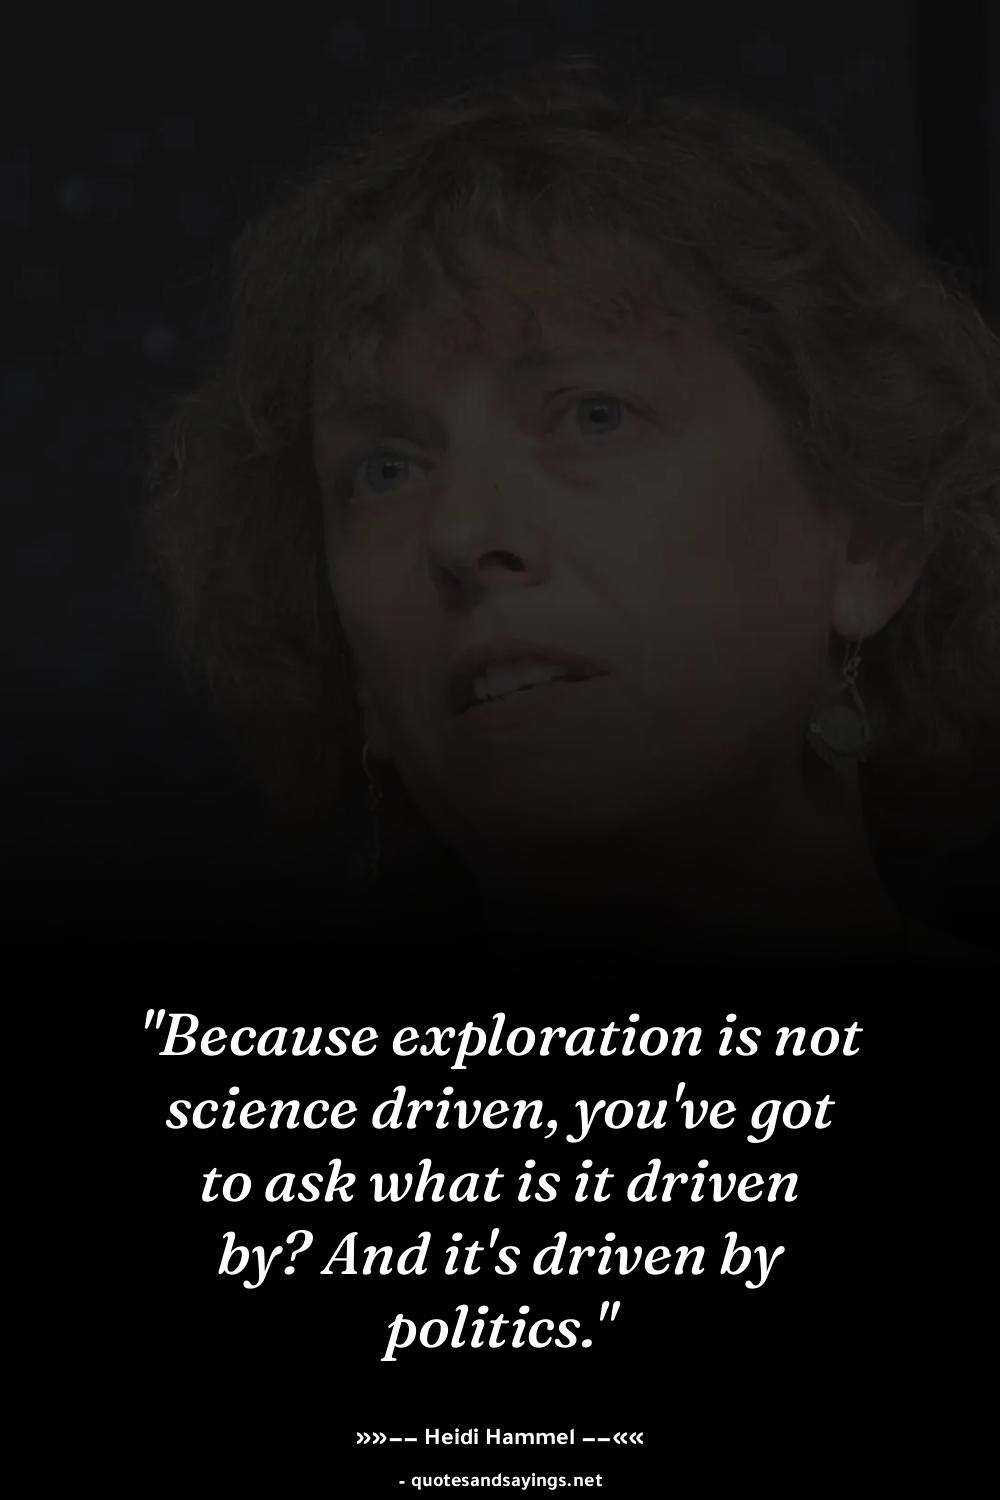 "Because exploration is not
science driven, you've got
to ask what is it driven
by? And it's driven by
politics."
»»−− Heidi Hammel −−««
- quotesandsayings.net